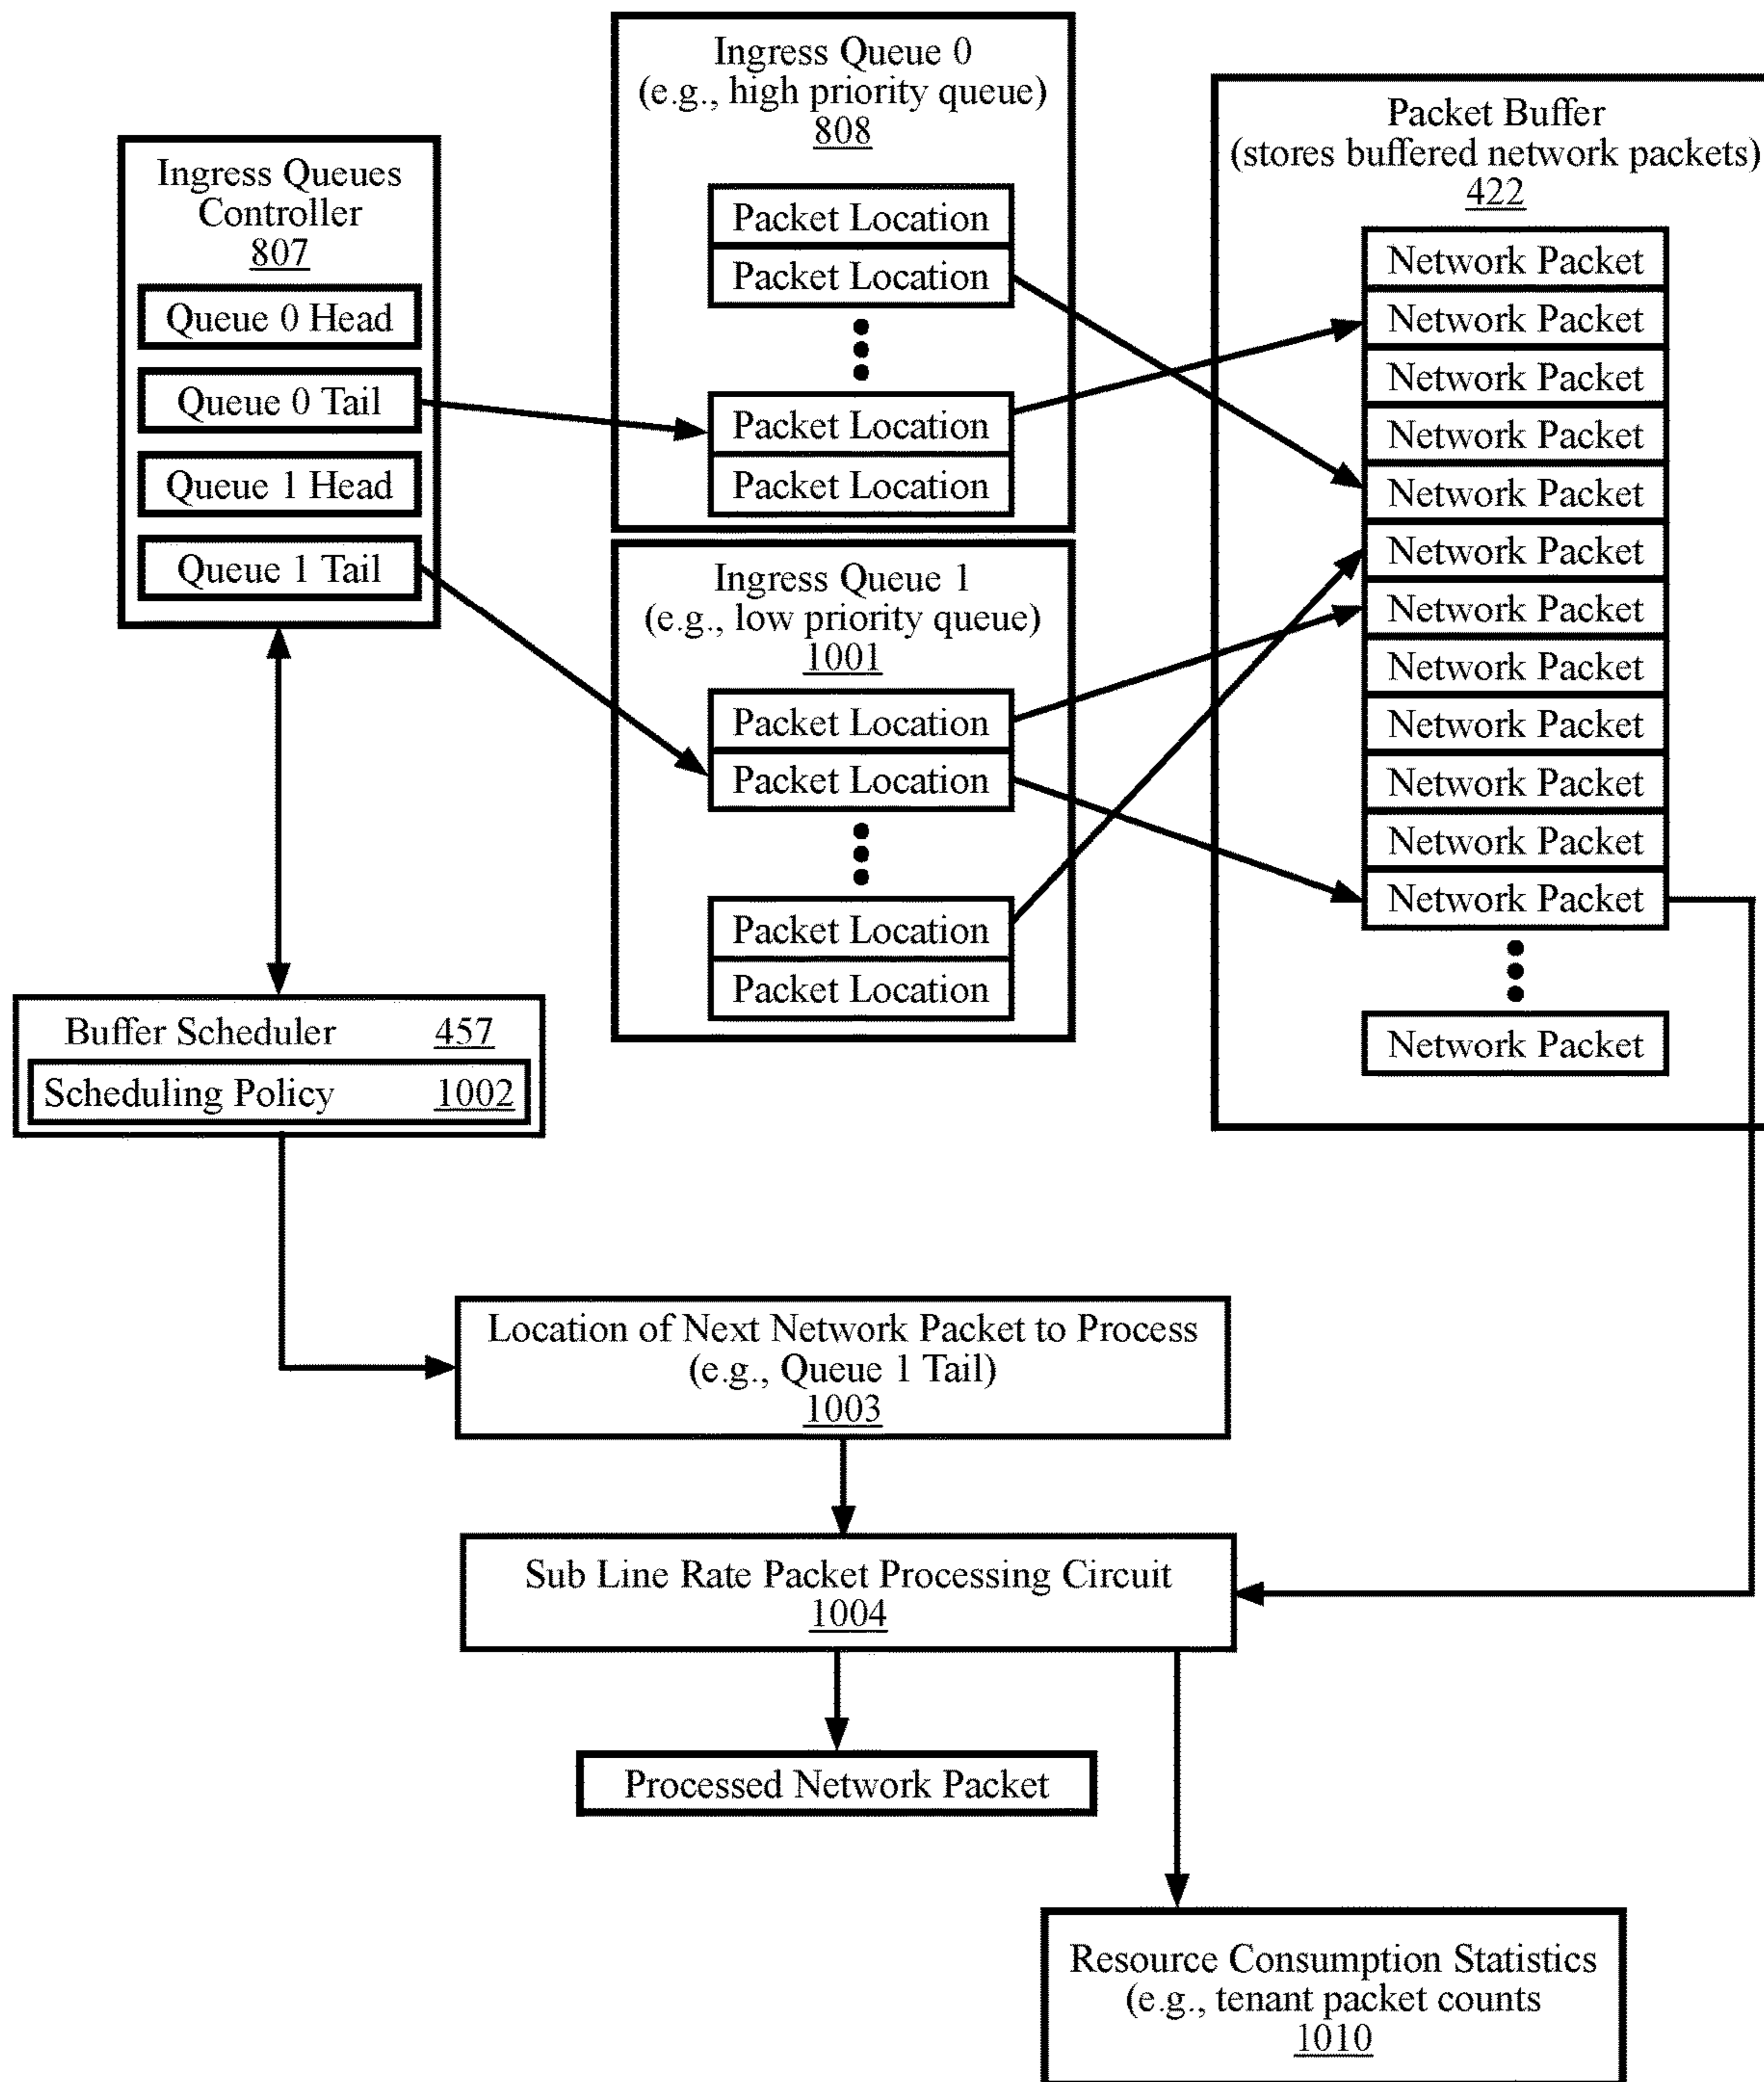 Ingress Queues
Controller
807
Queue 0 Head
Queue 0 Tail
Queue 1 Head
Queue 1 Tail
Ingress Queue 0
(e.g., high priority queue)
808
Packet Location
Packet Location
Packet Location
Packet Location
Ingress Queue 1
(e.g., low priority queue)
1001
Packet Location
Packet Location
Packet Location
Packet Location
Packet Buffer
(stores buffered network packets)
422
Network Packet
Network Packet
Network Packet
Network Packet
Network Packet
Network Packet
Network Packet
Network Packet
Network Packet
Network Packet
Network Packet
Network Packet
Network Packet
Buffer Scheduler 457
Scheduling Policy 1002
Location of Next Network Packet to Process
(e.g., Queue 1 Tail)
1003
Sub Line Rate Packet Processing Circuit
1004
Processed Network Packet
Resource Consumption Statistics
(e.g., tenant packet counts
1010